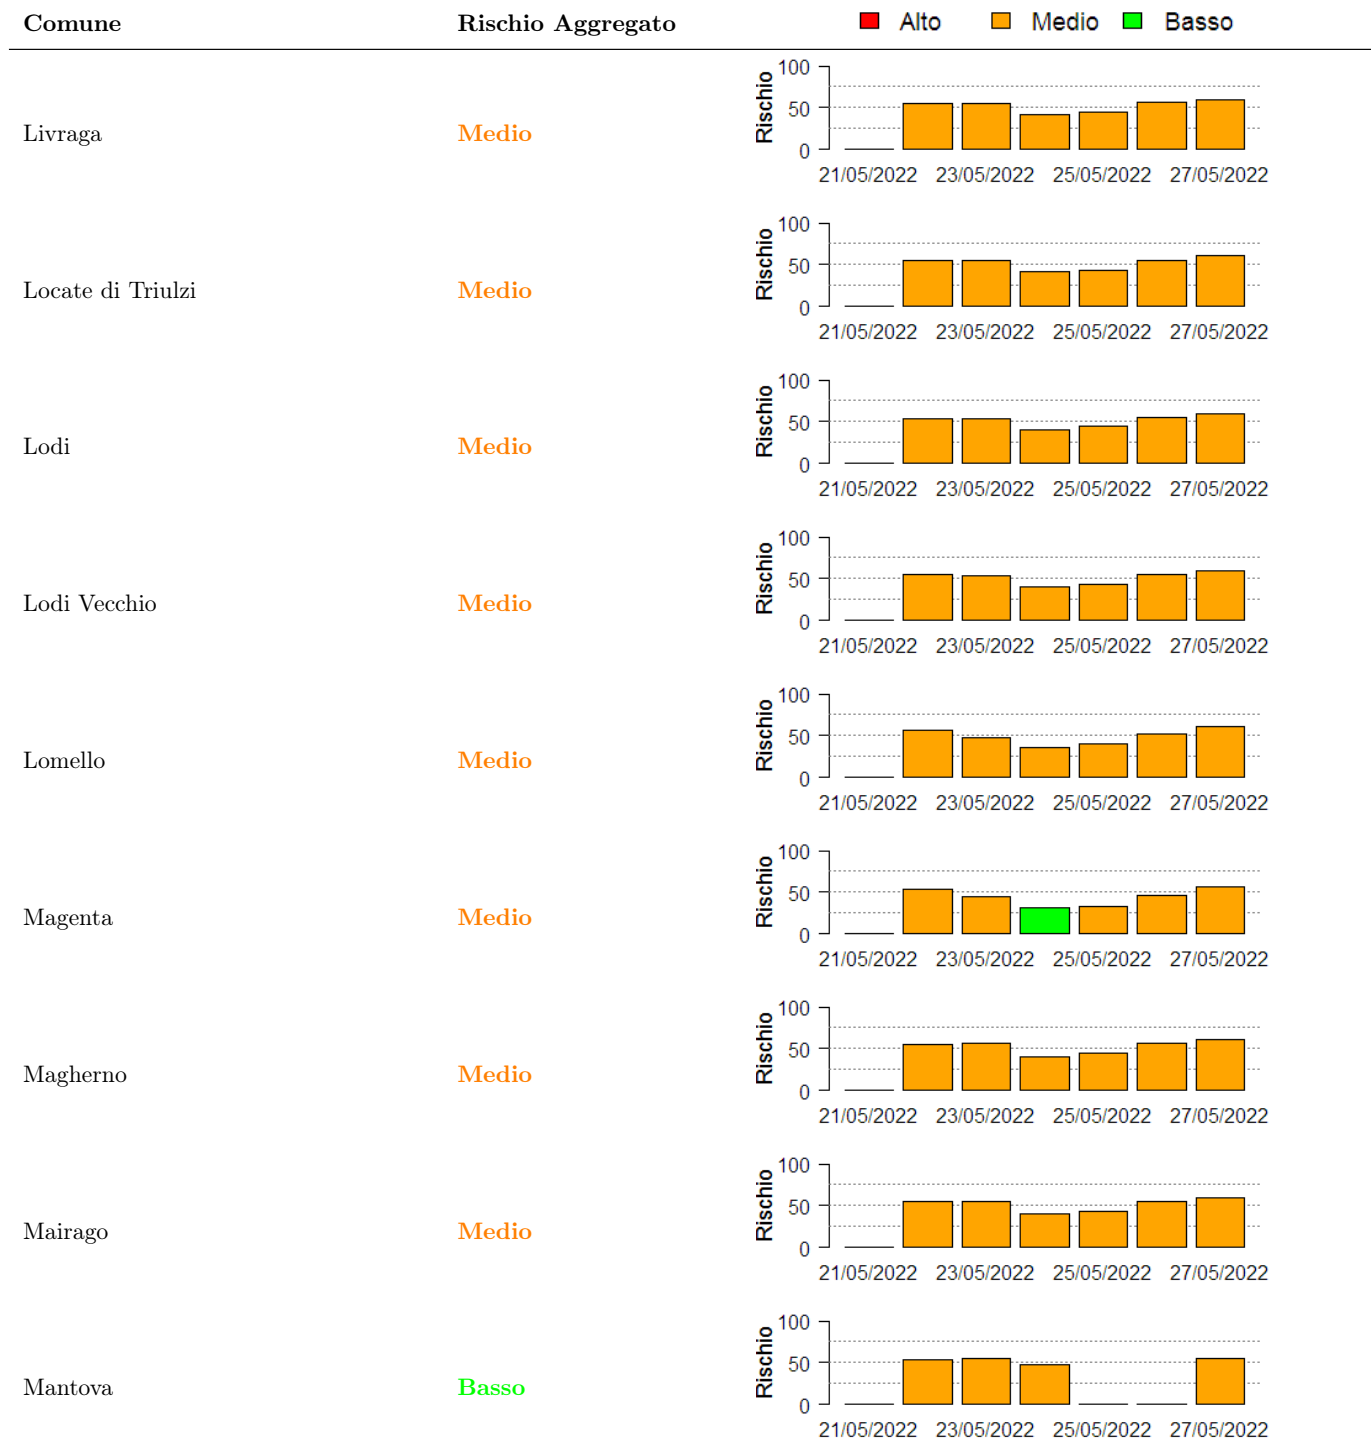 Comune Rischio Aggregato Alto Medio Basso
Livraga Medio Rischio 100 50 0
21/05/2022 23/05/2022 25/05/2022 27/05/2022
Locate di Triulzi Medio Rischio 100 50 0
21/05/2022 23/05/2022 25/05/2022 27/05/2022
Lodi Medio Rischio 100 50 0
21/05/2022 23/05/2022 25/05/2022 27/05/2022
Lodi Vecchio Medio Rischio 100 50 0
21/05/2022 23/05/2022 25/05/2022 27/05/2022
Lomello Medio Rischio 100 50 0
21/05/2022 23/05/2022 25/05/2022 27/05/2022
Magenta Medio Rischio 100 50 0
21/05/2022 23/05/2022 25/05/2022 27/05/2022
Magherno Medio Rischio 100 50 0
21/05/2022 23/05/2022 25/05/2022 27/05/2022
Mairago Medio Rischio 100 50 0
21/05/2022 23/05/2022 25/05/2022 27/05/2022
Mantova Basso Rischio 100 50 0
21/05/2022 23/05/2022 25/05/2022 27/05/2022